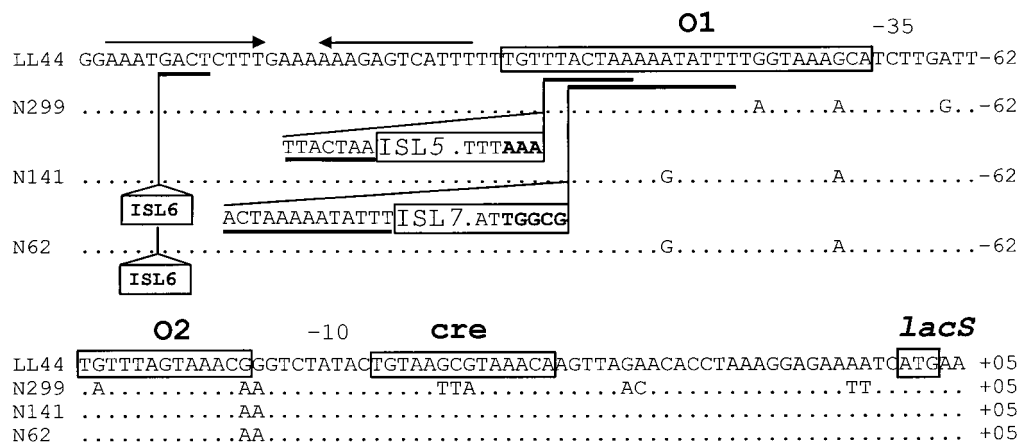 O1 -35
LL44 GGAAATGACTCTTTGAAAAAAGAGTCATTTTTTGTTTACTAAAAATATTTTGGTAAAGCATCTTGATT -62
N299 ...................................................A.....A.......G.. -62
TTACTAA ISL5.TTTAAA
N141 ............................................G............A.......... -62
ISL6
ACTAAAAATATTT ISL7.ATTGGCG
N62 ............................................G............A.......... -62
ISL6
O2 -10 cre lacS
LL44 TGTTTAGTAAACGGGTCTATACTGTAAGCGTAAACAAGTTAGAACACCTAAAGGAGAAAATCATGAA +05
N299 .A..........AA.............TTA...........AC...............TT....... +05
N141 ............AA..................................................... +05
N62 ............AA..................................................... +05